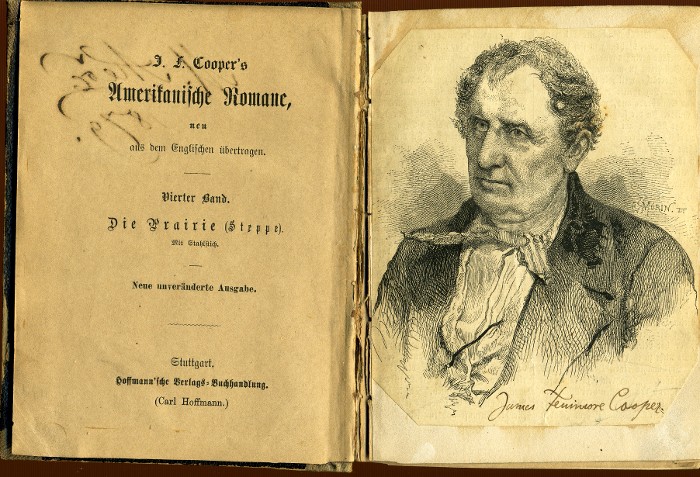 J. F. Cooper's
Amerikanische Romane,
neu
aus dem Englischen übertragen.
Vierter Band.
Die Prairie (Steppe).
Mit Stahlstich.
Neue unveränderte Ausgabe.
Stuttgart.
Hoffmann'sche Verlags-Buchhandlung.
(Carl Hoffmann.)
MORIN.
James Fenimore Cooper.